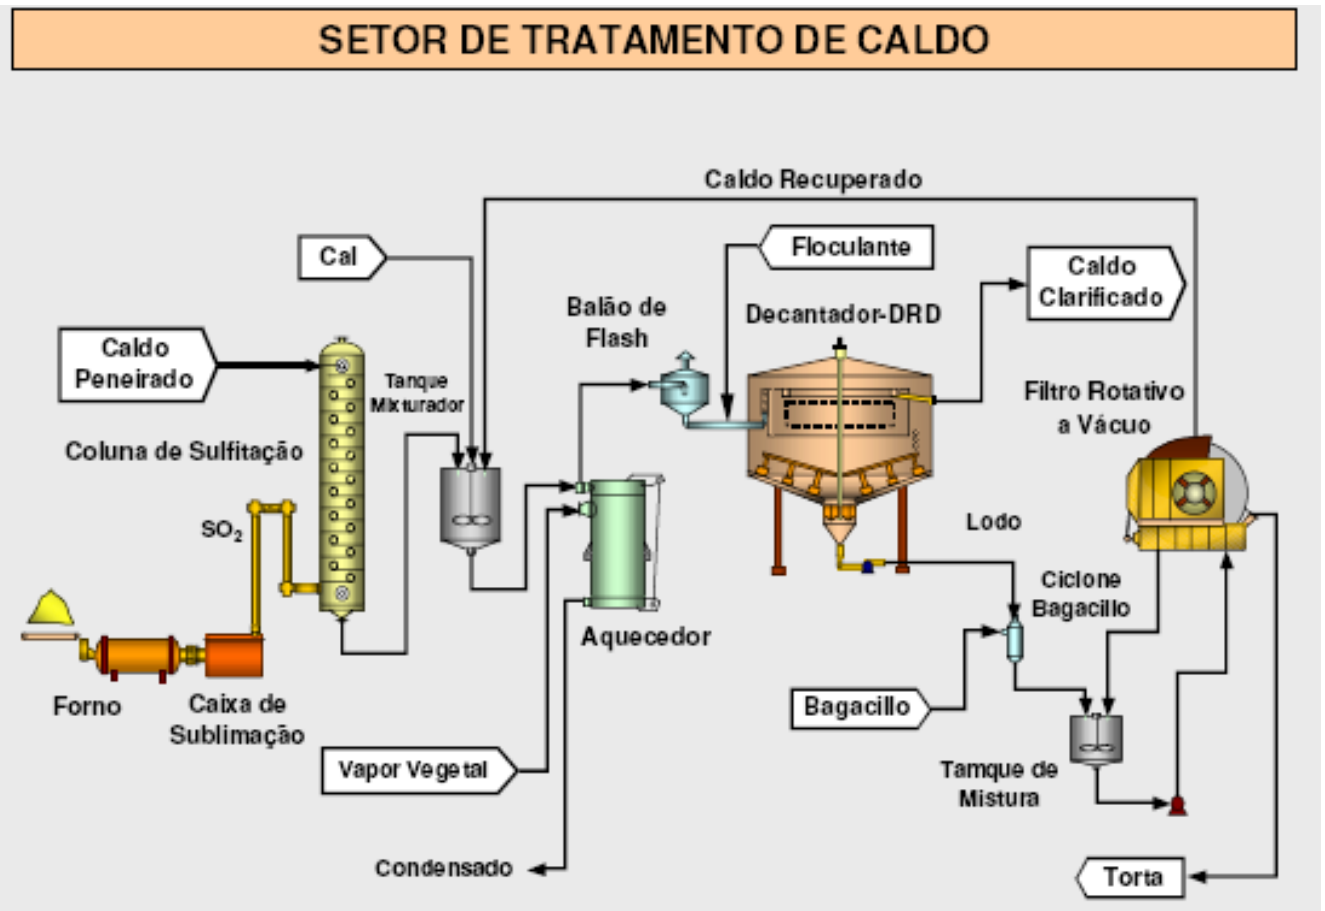 SETOR DE TRATAMENTO DE CALDO
Caldo Recuperado
Cal
Floculante
Caldo
Clarificado
Balão de
Flash
Decantador-DRD
Caldo
Peneirado
Tanque
Mixturador
Filtro Rotativo
a Vácuo
Coluna de Sulfitação
SO₂
Lodo
Ciclone
Bagacillo
Aquecedor
Forno
Caixa de
Sublimação
Bagacillo
Vapor Vegetal
Tamque de
Mistura
Condensado
Torta